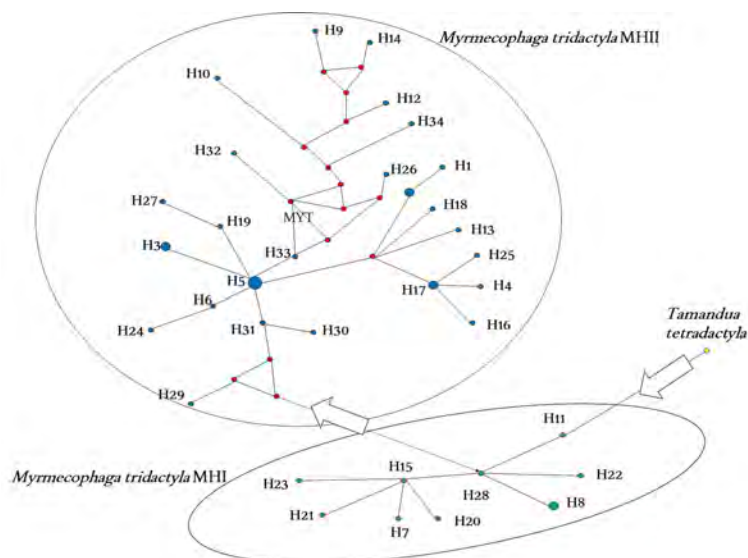 H9
H14
Myrmecophaga tridactyla MHII
H10
H12
H34
H32
H26
H1
H27
MYT
H18
H19
H13
H3
H33
H25
H5
H17
H4
H6
H24
H31
H30
H16
Tamandua
tetradactyla
H29
H11
Myrmecophaga tridactyla MHI
H15
H23
H28
H22
H21
H7
H20
H8